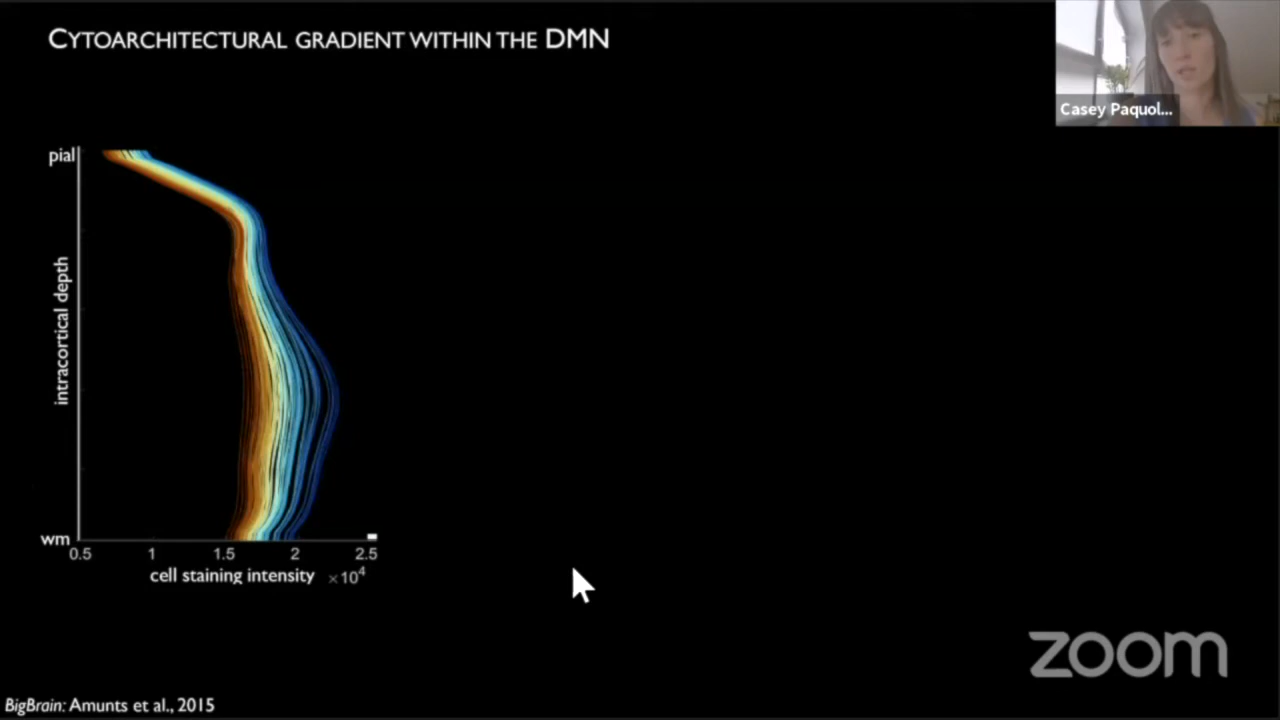 CYTOARCHITECTURAL GRADIENT WITHIN THE DMN
Casey Paquol...
pial
intracortical depth
wm
0.5 1 1.5 2 2.5
cell staining intensity ×10⁴
zoom
BigBrain: Amunts et al., 2015